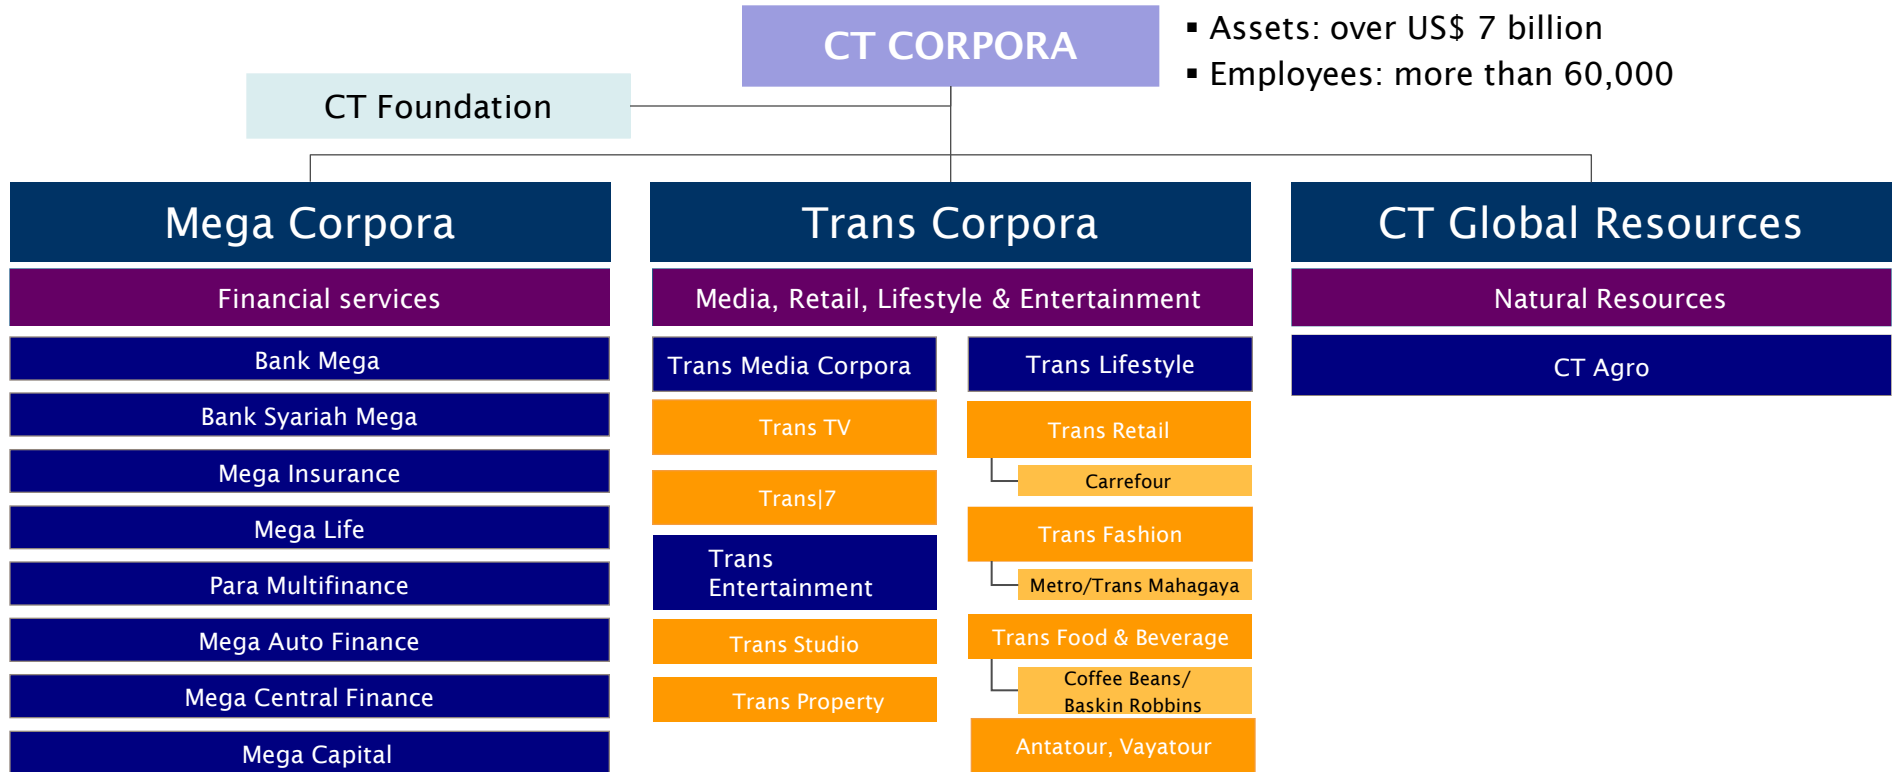 CT CORPORA
▪ Assets: over US$ 7 billion
▪ Employees: more than 60,000
CT Foundation
Mega Corpora
Financial services
Bank Mega
Bank Syariah Mega
Mega Insurance
Mega Life
Para Multifinance
Mega Auto Finance
Mega Central Finance
Mega Capital
Trans Corpora
Media, Retail, Lifestyle & Entertainment
Trans Media Corpora
Trans TV
Trans|7
Trans
Entertainment
Trans Studio
Trans Property
Trans Lifestyle
Trans Retail
Carrefour
Trans Fashion
Metro/Trans Mahagaya
Trans Food & Beverage
Coffee Beans/
Baskin Robbins
Antatour, Vayatour
CT Global Resources
Natural Resources
CT Agro